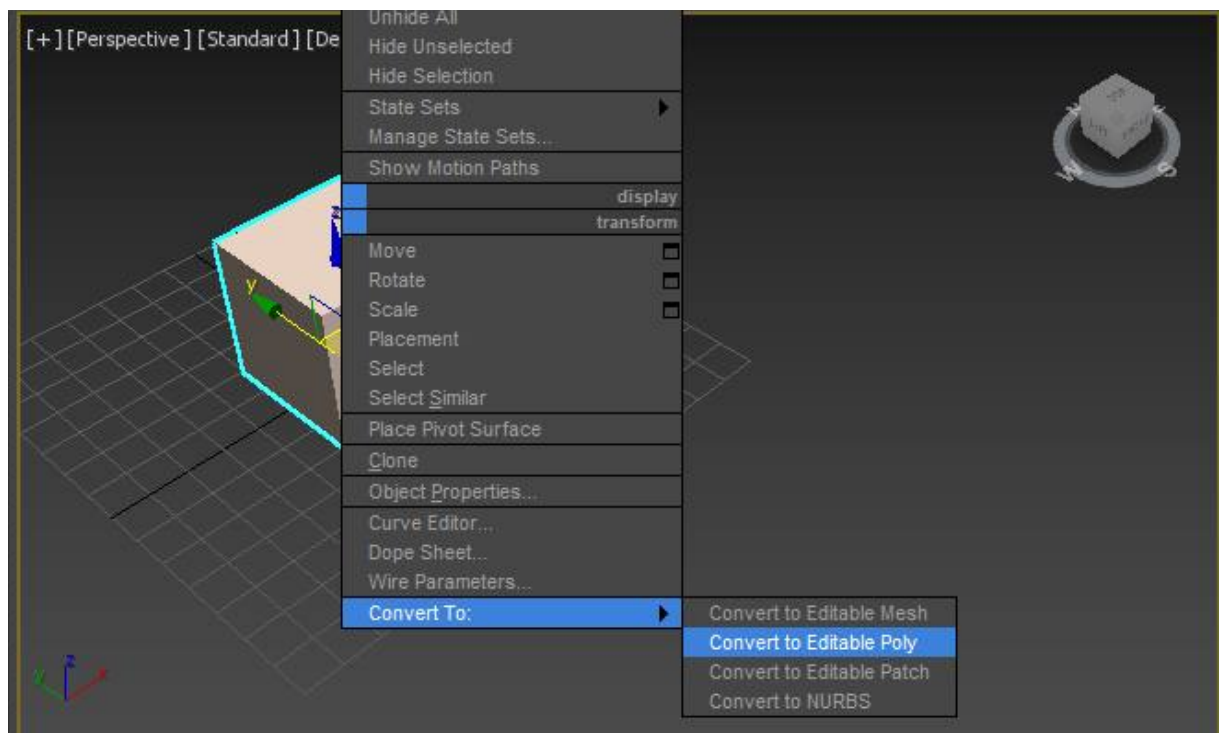 [+][Perspective][Standard][De
Unhide All
Hide Unselected
Hide Selection
State Sets
Manage State Sets...
Show Motion Paths
display
transform
Move
Rotate
Scale
Placement
Select
Select Similar
Place Pivot Surface
Clone
Object Properties...
Curve Editor...
Dope Sheet...
Wire Parameters...
Convert To:
Convert to Editable Mesh
Convert to Editable Poly
Convert to Editable Patch
Convert to NURBS
z
y
W
S
z
x